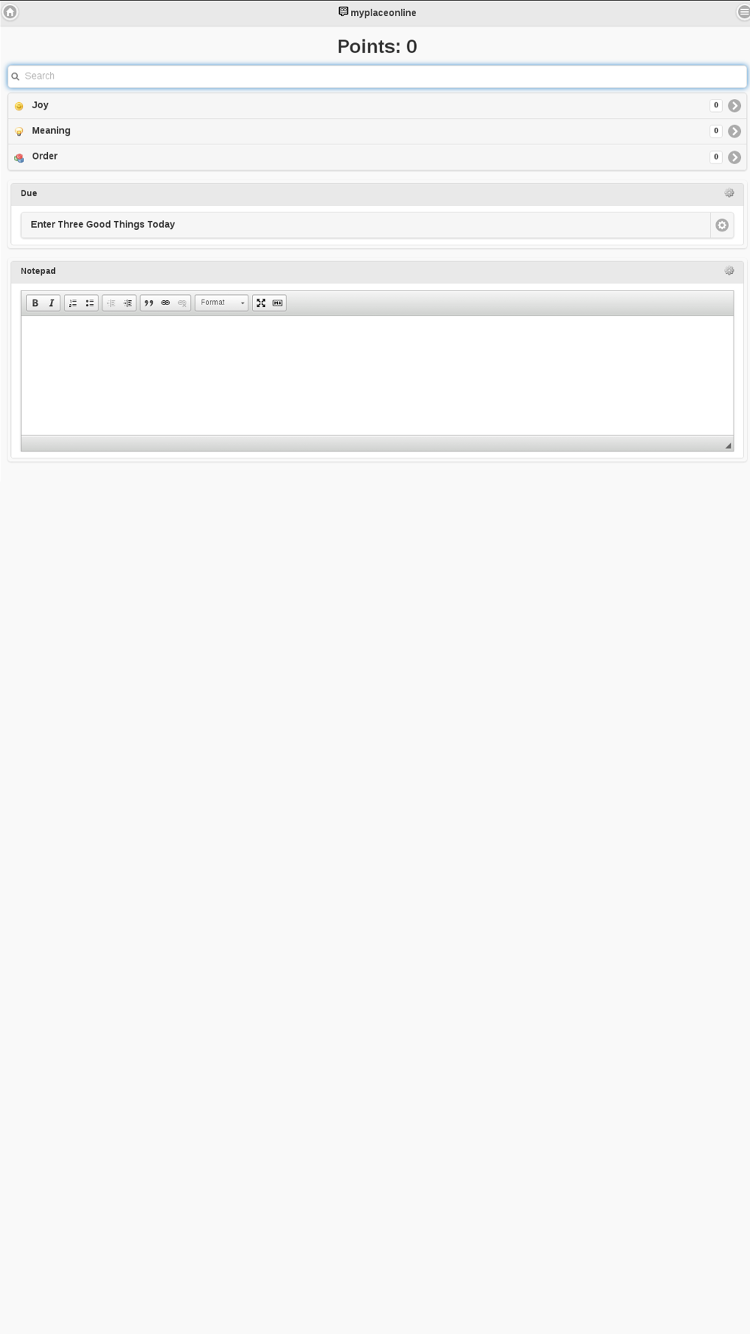 myplaceonline
Points: 0
Search
Joy 0
Meaning 0
Order 0
Due
Enter Three Good Things Today
Notepad
B I Format